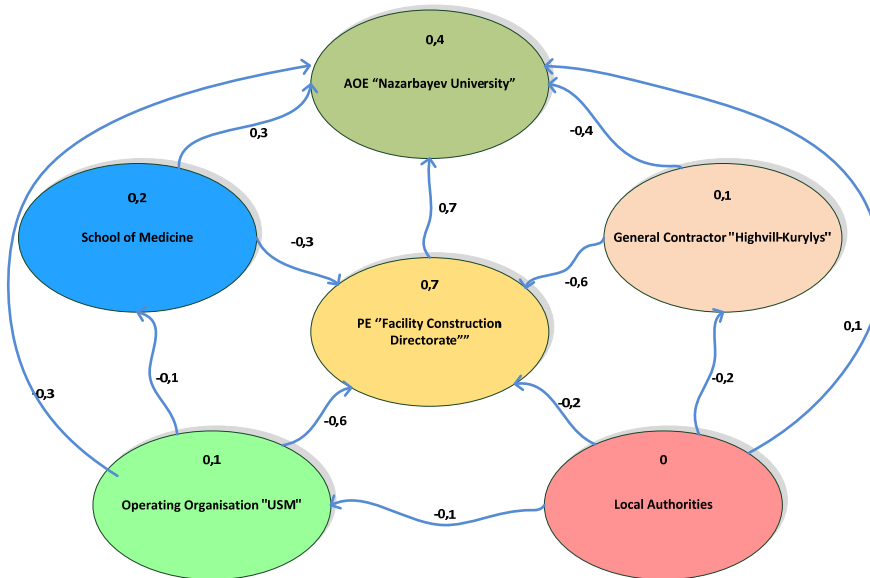 0,4
AOE “Nazarbayev University”
0,3
-0,4
0,2
School of Medicine
0,1
General Contractor "Highvill-Kurylys"
0,7
-0,3
-0,6
0,7
PE “Facility Construction
Directorate””
0,1
-0,1
-0,2
-0,3
-0,6
-0,2
0,1
Operating Organisation "USM"
0
Local Authorities
-0,1